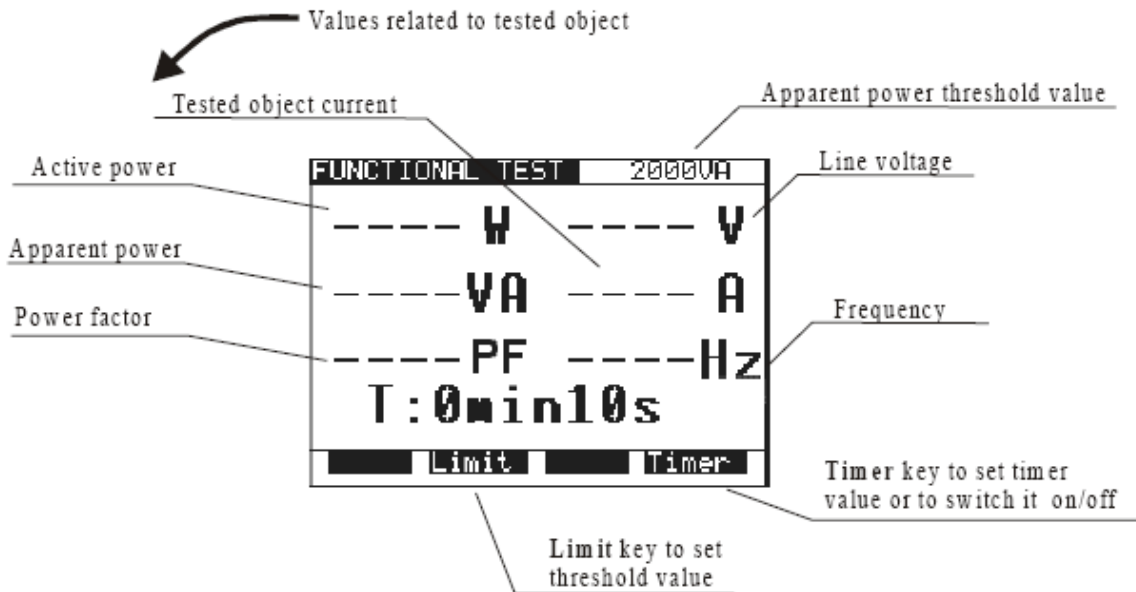 Values related to tested object
Tested object current
Apparent power threshold value
Active power
Line voltage
FUNCTIONAL TEST 2000VA
---- W ---- V
Apparent power
----VA ---- A
Power factor
Frequency
----PF ----Hz
T:0min10s
Limit Timer
Timer key to set timer
value or to switch it on/off
Limit key to set
threshold value